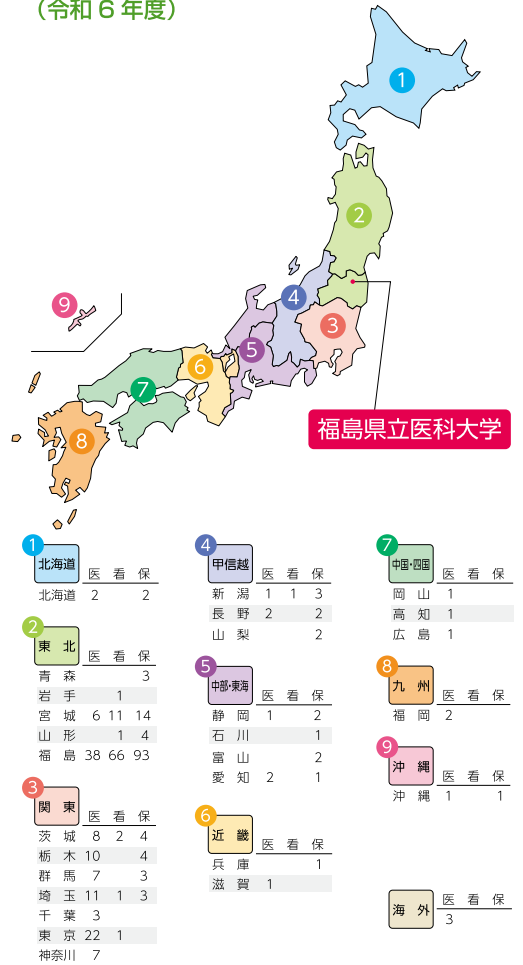 （令和６年度）
1
2
9
4
3
5
6
7
8
福島県立医科大学
1
北海道 医 看 保
北海道 2 2
2
東 北 医 看 保
青 森 3
岩 手 1
宮 城 6 11 14
山 形 1 4
福 島 38 66 93
3
関 東 医 看 保
茨 城 8 2 4
栃 木 10 4
群 馬 7 3
埼 玉 11 1 3
千 葉 3
東 京 22 1
神奈川 7
4
甲信越 医 看 保
新 潟 1 1 3
長 野 2 2
山 梨 2
5
中部・東海 医 看 保
静 岡 1 2
石 川 1
富 山 2
愛 知 2 1
6
近 畿 医 看 保
兵 庫 1
滋 賀 1
7
中国・四国 医 看 保
岡 山 1
高 知 1
広 島 1
8
九 州 医 看 保
福 岡 2
9
沖 縄 医 看 保
沖 縄 1 1
海 外 医 看 保
3